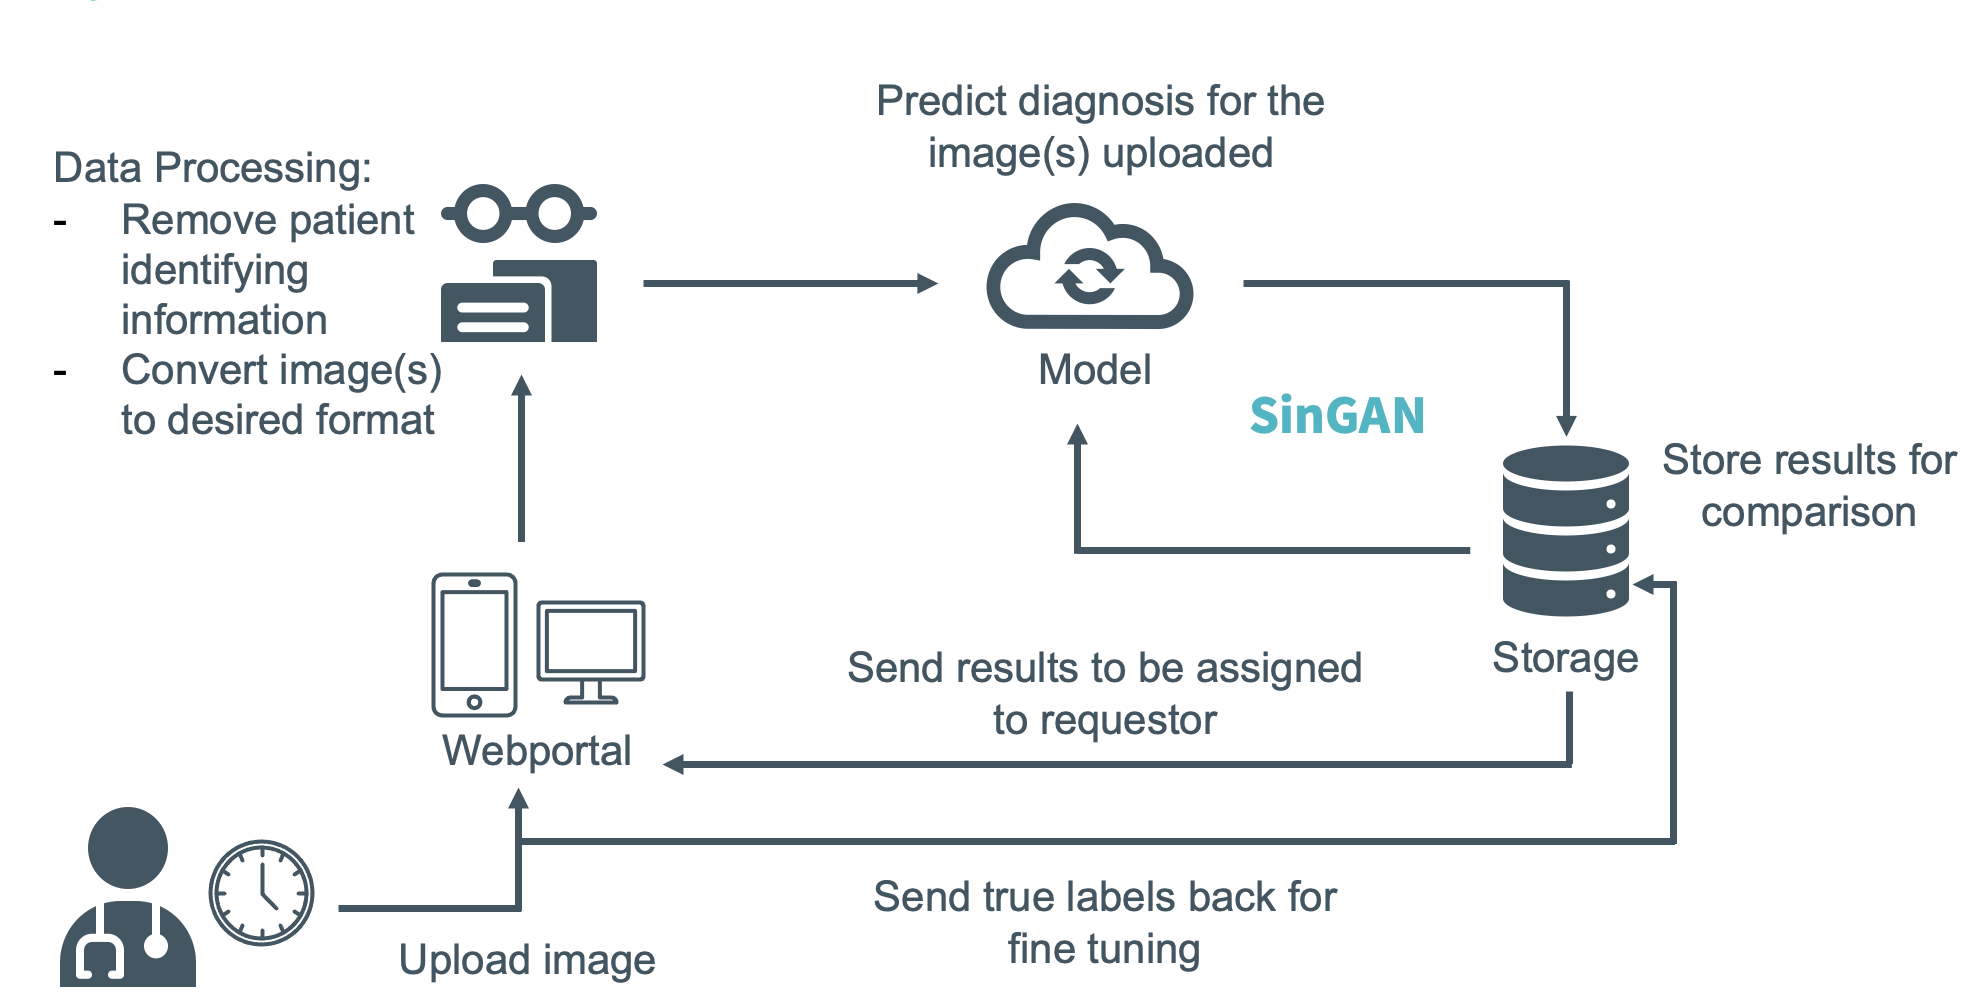 Predict diagnosis for the
image(s) uploaded
Data Processing:
- Remove patient
identifying
information
- Convert image(s)
to desired format
Model
SinGAN
Store results for
comparison
Storage
Send results to be assigned
to requestor
Webportal
Send true labels back for
fine tuning
Upload image